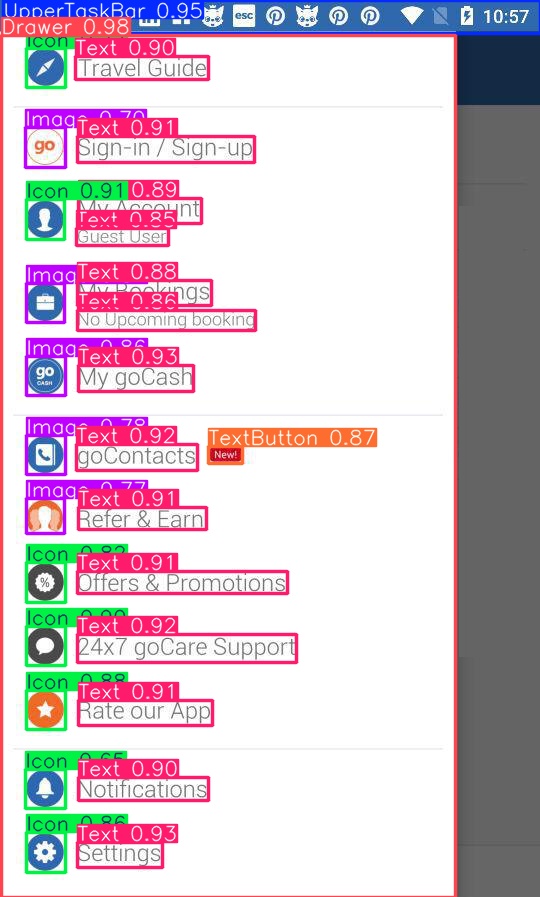 UpperTaskBar 0.95
esc
10:57
Drawer 0.98
Icon
Text 0.90
Travel Guide
Image 0.70
Text 0.91
go
Sign-in / Sign-up
Icon 0.91
0.89
My Account
Text 0.85
Guest User
Text 0.88
My Bookings
Text 0.86
No Upcoming booking
Image 0.86
Text 0.93
go
CASH
My goCash
Image 0.78
Text 0.92
TextButton 0.87
goContacts
New!
Image 0.77
Text 0.91
Refer & Earn
Icon 0.82
Text 0.91
%
Offers & Promotions
Icon 0.90
Text 0.92
24x7 goCare Support
Icon 0.88
Text 0.91
Rate our App
Icon 0.65
Text 0.90
Notifications
Icon 0.86
Text 0.93
Settings